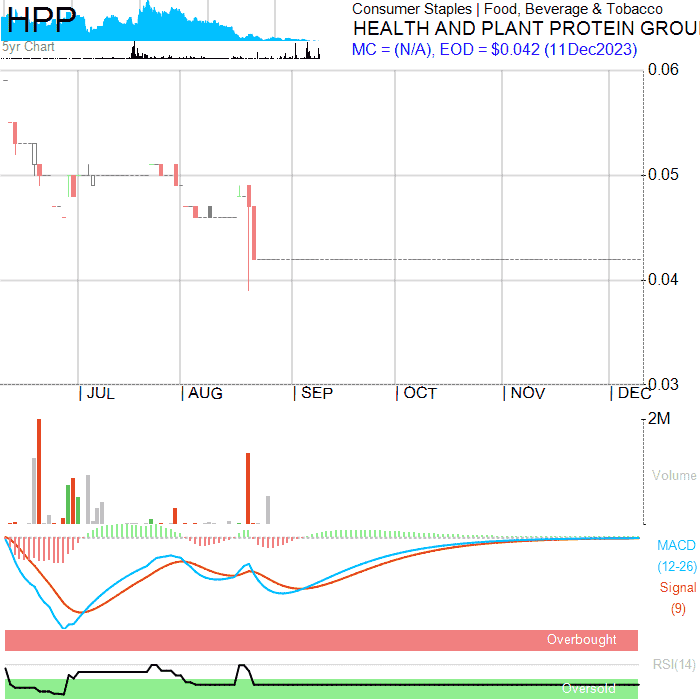 HPP
5yr Chart
Consumer Staples | Food, Beverage & Tobacco
HEALTH AND PLANT PROTEIN GROU
MC = (N/A), EOD = $0.042 (11Dec2023)
0.06
0.05
0.04
0.03
JUL AUG SEP OCT NOV DEC
2M
Volume
MACD
(12-26)
Signal
(9)
Overbought
RSI(14)
Oversold